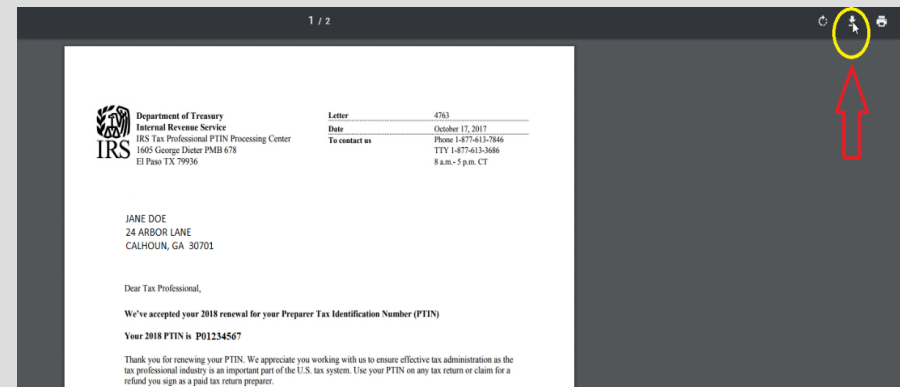 1 / 2
IRS
Department of Treasury
Internal Revenue Service
IRS Tax Professional PTIN Processing Center
1605 George Dieter PMB 678
El Paso TX 79936
Letter 4763
Date October 17, 2017
To contact us Phone 1-877-613-7846
TTY 1-877-613-3686
8 a.m.- 5 p.m. CT
JANE DOE
24 ARBOR LANE
CALHOUN, GA 30701
Dear Tax Professional,
We've accepted your 2018 renewal for your Preparer Tax Identification Number (PTIN)
Your 2018 PTIN is P01234567
Thank you for renewing your PTIN. We appreciate you working with us to ensure effective tax administration as the
tax professional industry is an important part of the U.S. tax system. Use your PTIN on any tax return or claim for a
refund you sign as a paid tax return preparer.